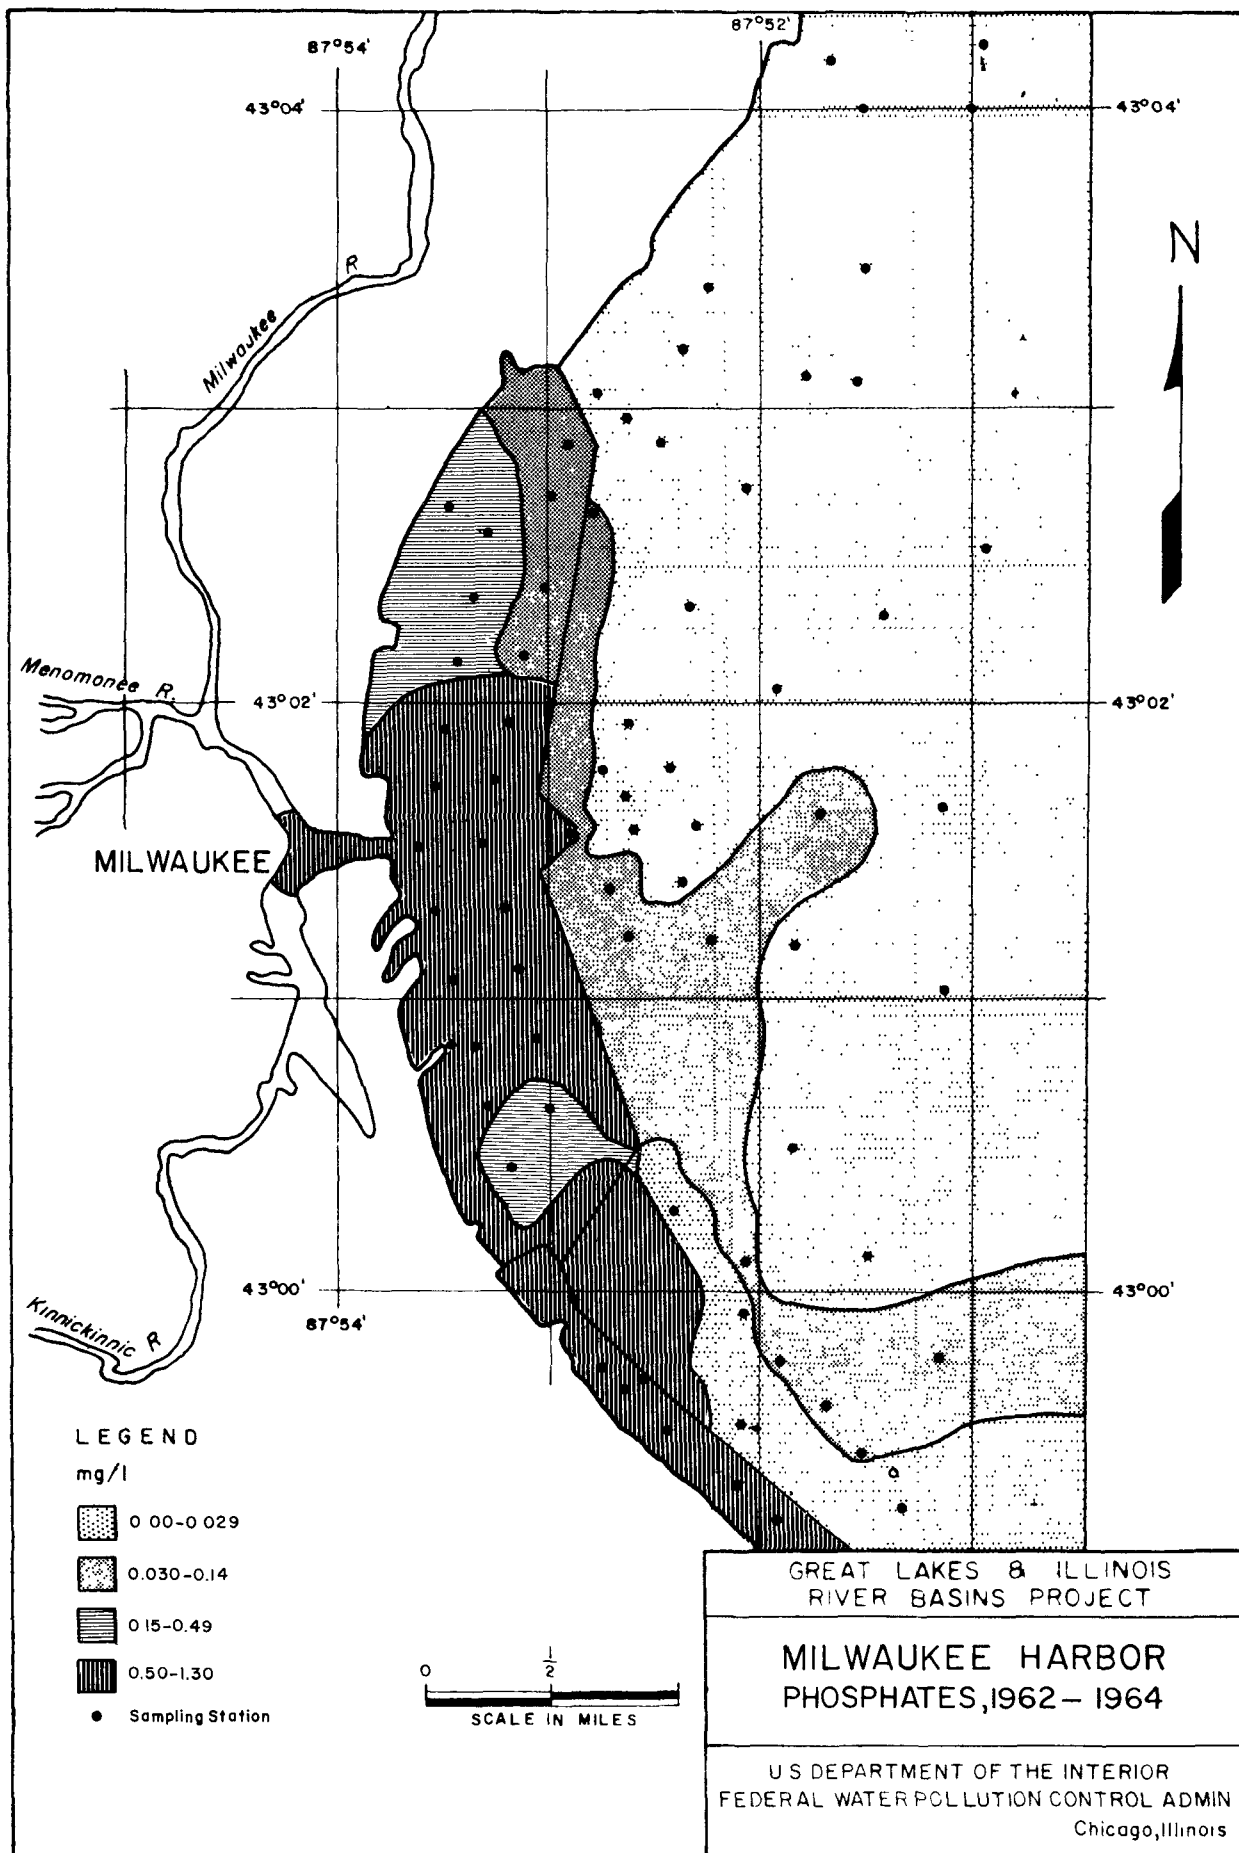 87°54'
87°52'
43°04'
43°04'
N
Milwaukee R
Menomonee R.
43°02'
43°02'
MILWAUKEE
43°00'
43°00'
87°54'
Kinnickinnic R
LEGEND
mg/l
0 00-0 029
0.030-0.14
0 15-0.49
0.50-1.30
Sampling Station
0 1/2
SCALE IN MILES
GREAT LAKES & ILLINOIS
RIVER BASINS PROJECT
MILWAUKEE HARBOR
PHOSPHATES, 1962-1964
U S DEPARTMENT OF THE INTERIOR
FEDERAL WATER POLLUTION CONTROL ADMIN
Chicago, Illinois